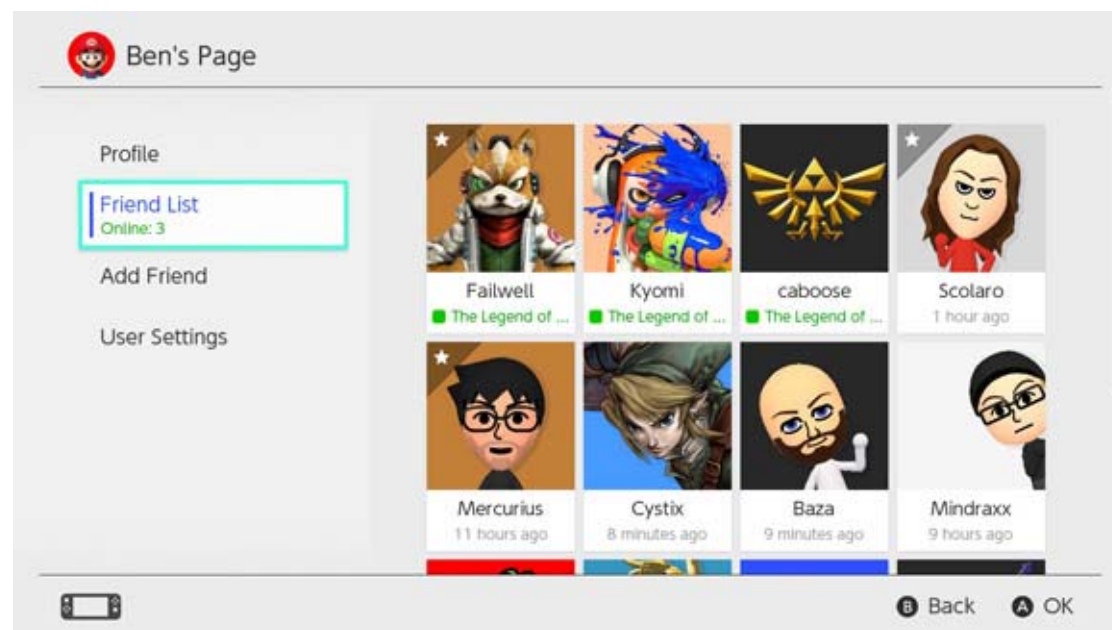 Ben's Page
Profile
Friend List
Online: 3
Add Friend
User Settings
Failwell
The Legend of ...
Kyomi
The Legend of ...
caboose
The Legend of ...
Scolaro
1 hour ago
Mercurius
11 hours ago
Cystix
8 minutes ago
Baza
9 minutes ago
Mindraxx
9 hours ago
B Back
A OK